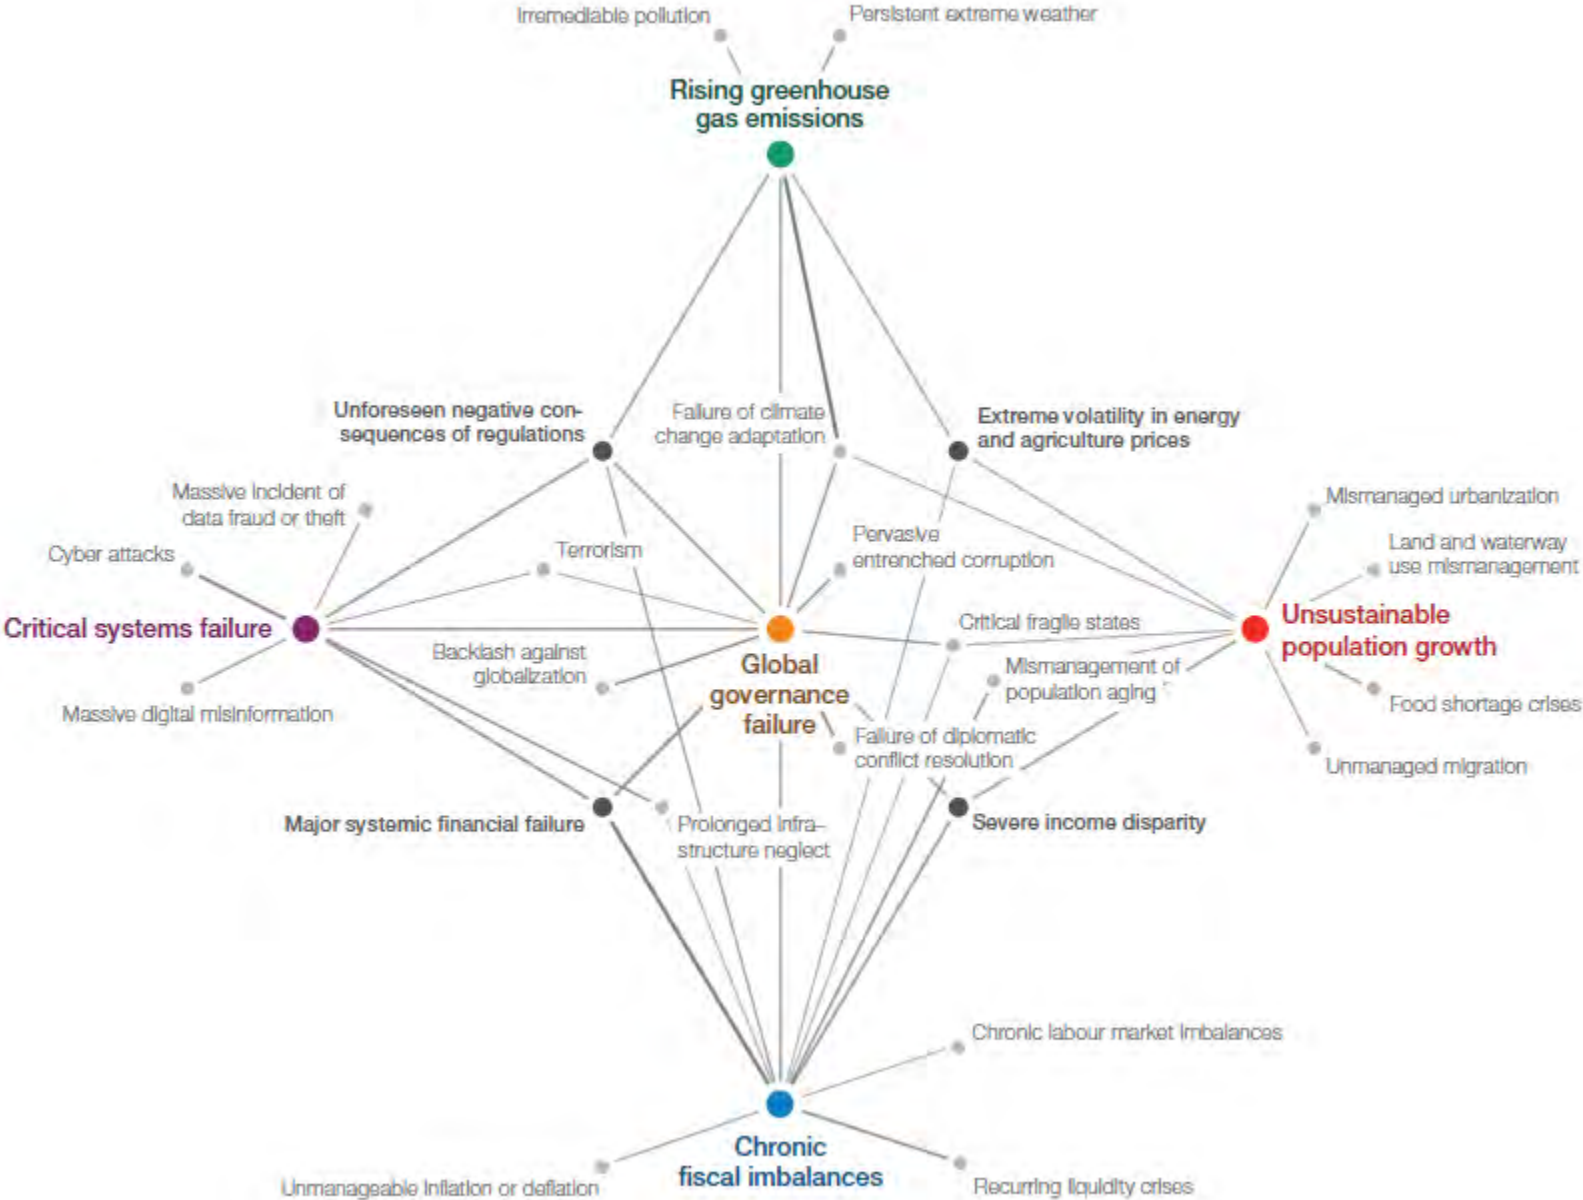 Irremediable pollution
Persistent extreme weather
Rising greenhouse
gas emissions
Unforeseen negative con-
sequences of regulations
Failure of climate
change adaptation
Extreme volatility in energy
and agriculture prices
Massive incident of
data fraud or theft
Mismanaged urbanization
Cyber attacks
Terrorism
Pervasive
entrenched corruption
Land and waterway
use mismanagement
Critical systems failure
Critical fragile states
Unsustainable
population growth
Backlash against
globalization
Global
governance
failure
Mismanagement of
population aging
Massive digital misinformation
Food shortage crises
Failure of diplomatic
conflict resolution
Unmanaged migration
Major systemic financial failure
Prolonged infra–
structure neglect
Severe income disparity
Chronic labour market imbalances
Chronic
fiscal imbalances
Unmanageable inflation or deflation
Recurring liquidity crises